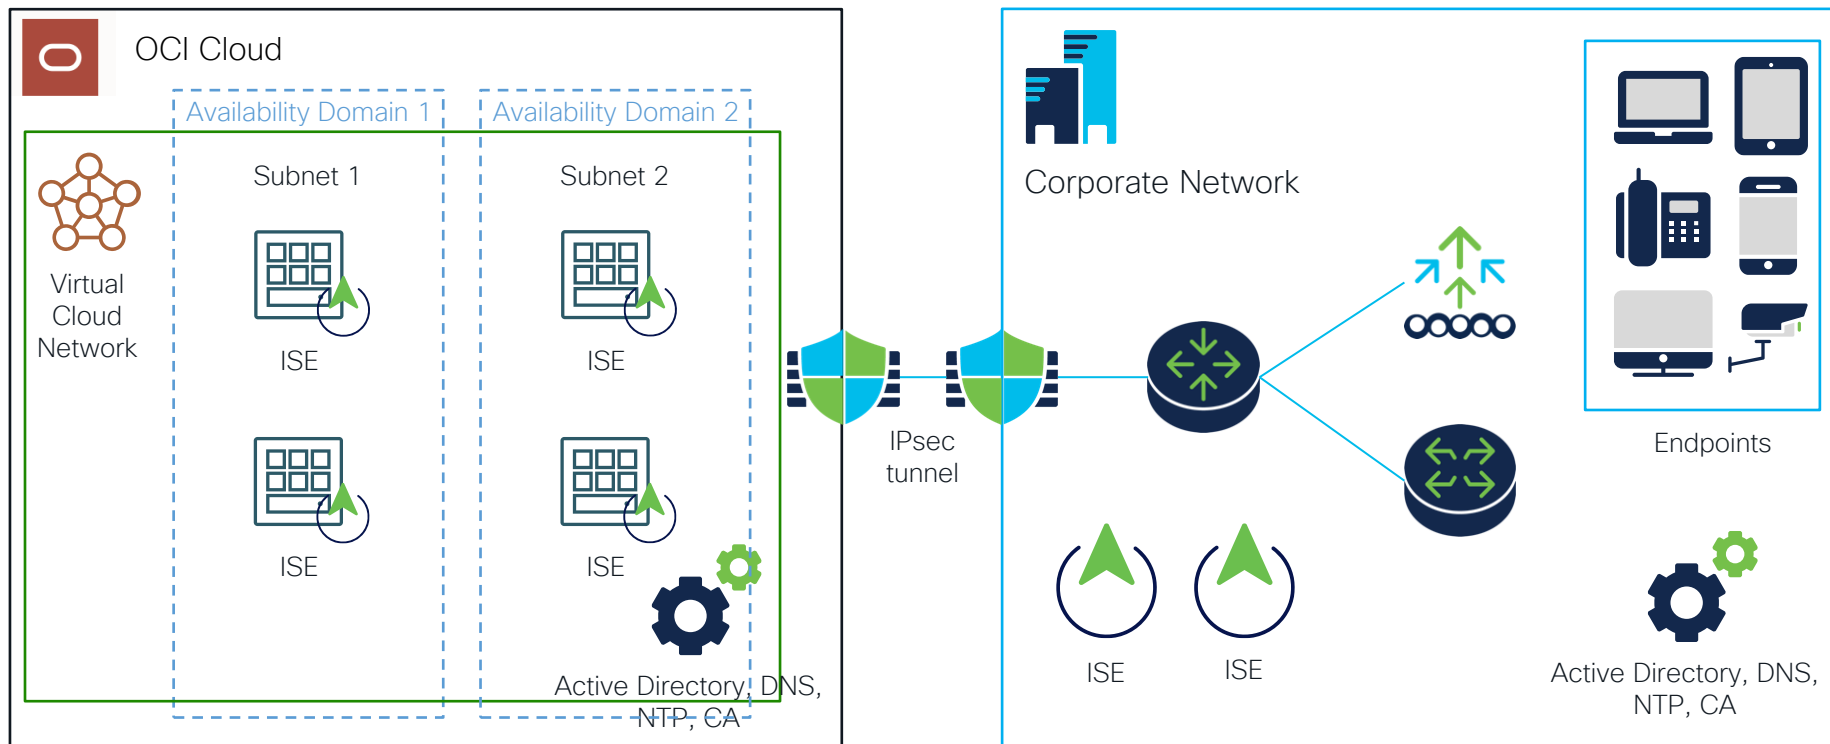 OCI Cloud
Availability Domain 1
Availability Domain 2
Subnet 1
Subnet 2
Virtual
Cloud
Network
ISE
ISE
ISE
ISE
Active Directory, DNS,
NTP, CA
IPsec
tunnel
Corporate Network
Endpoints
ISE
ISE
Active Directory, DNS,
NTP, CA